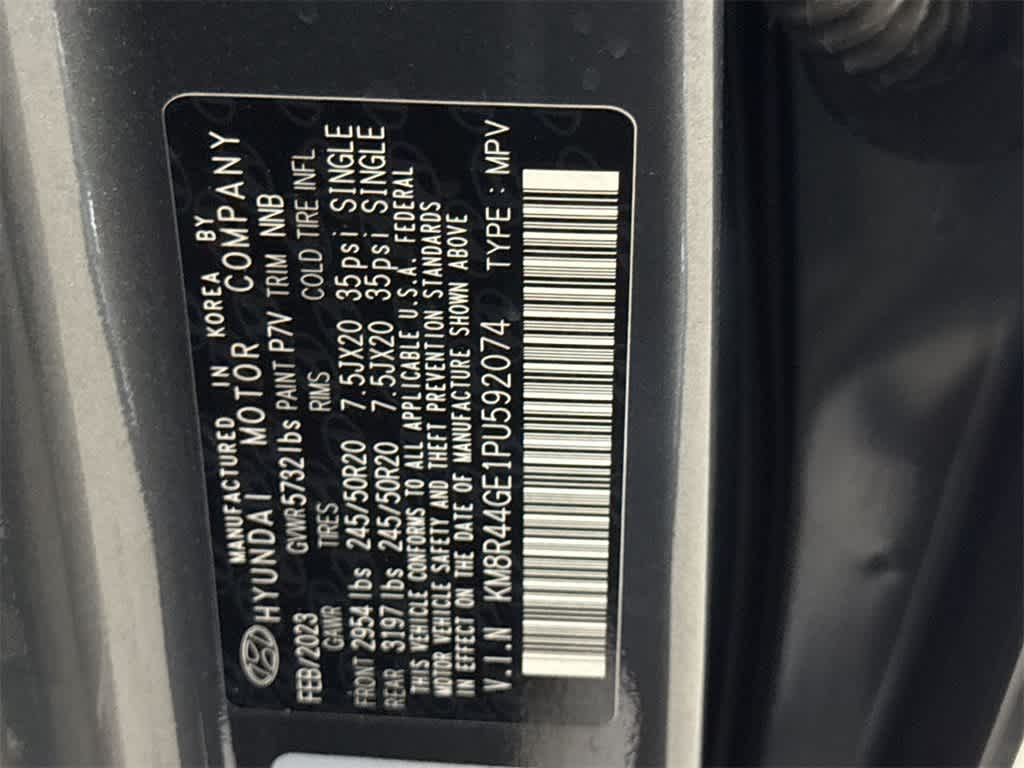 MANUFACTURED IN KOREA BY
HYUNDAI MOTOR COMPANY
FEB/2023 GVWR5732lbs PAINT P7V TRIM NNB
GAWR TIRES RIMS COLD TIRE INFL
FRONT 2954lbs 245/50R20 7.5JX20 35psi SINGLE
REAR 3197lbs 245/50R20 7.5JX20 35psi SINGLE
THIS VEHICLE CONFORMS TO ALL APPLICABLE U.S.A. FEDERAL
MOTOR VEHICLE SAFETY AND THEFT PREVENTION STANDARDS
IN EFFECT ON THE DATE OF MANUFACTURE SHOWN ABOVE
V.I.N KM8R44GE1PU592074 TYPE : MPV